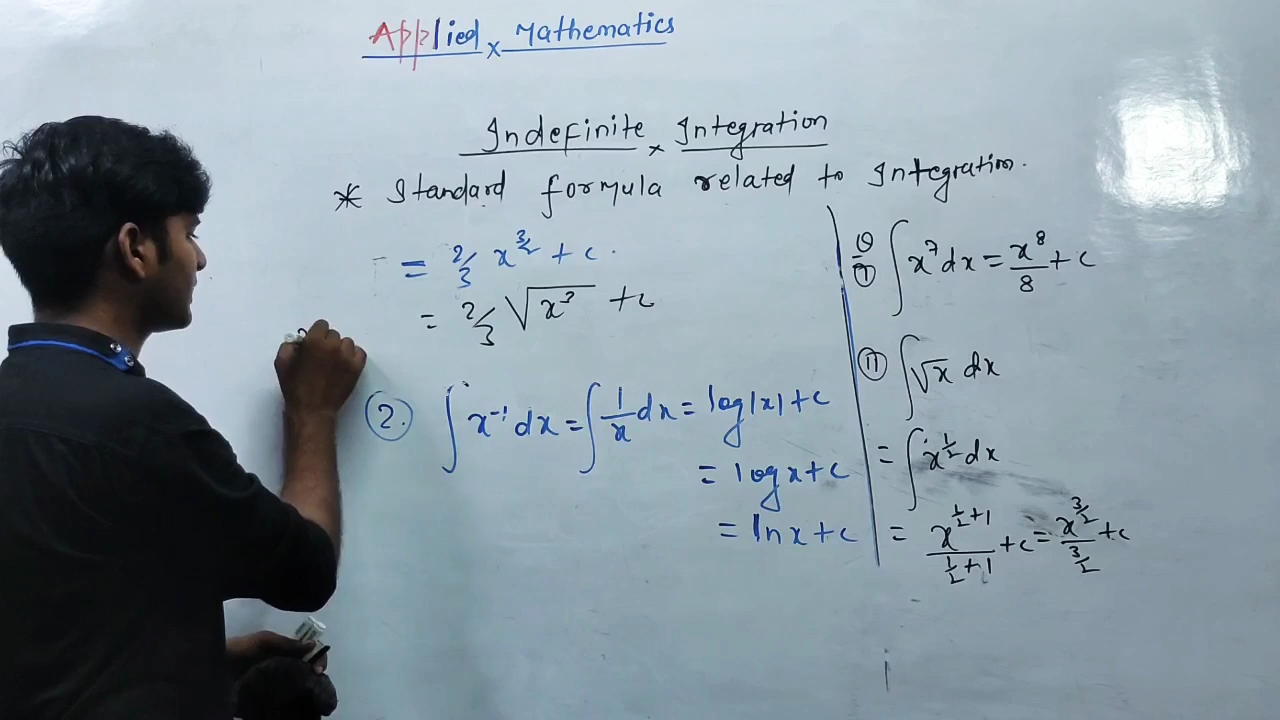 Applied × Mathematics
Indefinite × Integration
* Standard formula related to Integration.
= 2/3 x^3/2 + c.
= 2/3 √x³ + c
2. ∫ x⁻¹ dx = ∫ 1/x dx = log|x| + c
= log x + c
= ln x + c
Q
① ∫ x⁷ dx = x⁸/8 + c
⑪ ∫ √x dx
= ∫ x^1/2 dx
= x^(1/2+1)/(1/2+1) + c = x^3/2/(3/2) + c